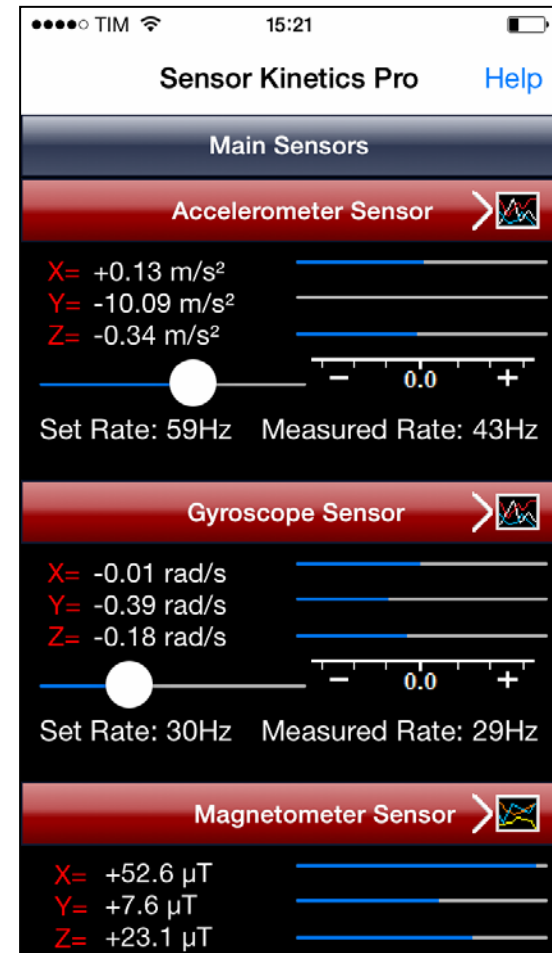 TIM 15:21
Sensor Kinetics Pro Help
Main Sensors
Accelerometer Sensor
X= +0.13 m/s²
Y= -10.09 m/s²
Z= -0.34 m/s²
− 0.0 +
Set Rate: 59Hz Measured Rate: 43Hz
Gyroscope Sensor
X= -0.01 rad/s
Y= -0.39 rad/s
Z= -0.18 rad/s
− 0.0 +
Set Rate: 30Hz Measured Rate: 29Hz
Magnetometer Sensor
X= +52.6 µT
Y= +7.6 µT
Z= +23.1 µT